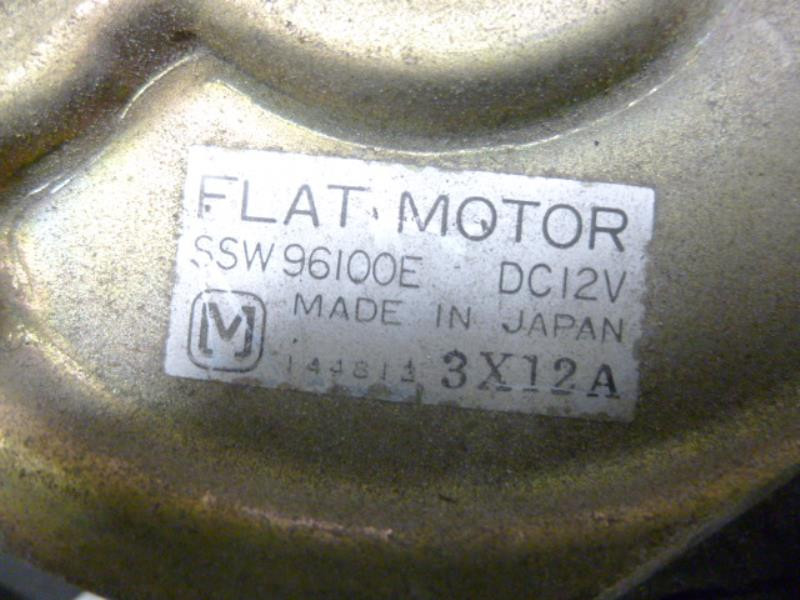 FLAT MOTOR
SSW96100E DC12V
MADE IN JAPAN
M 3X12A